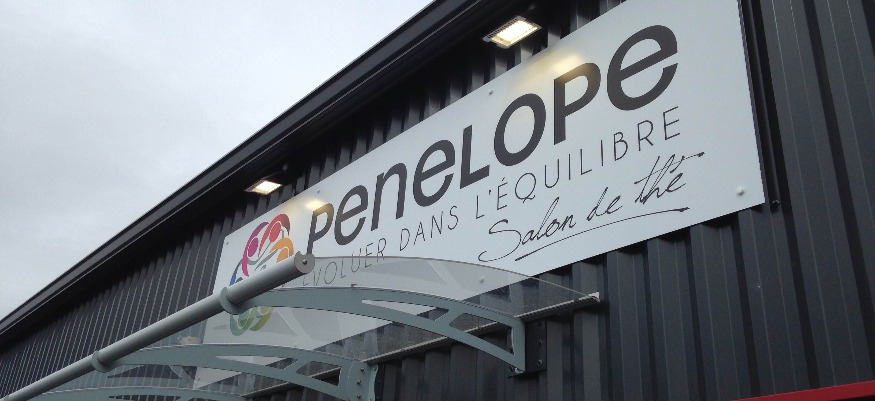 Penelope
ÉVOLUER DANS L'ÉQUILIBRE
Salon de thé